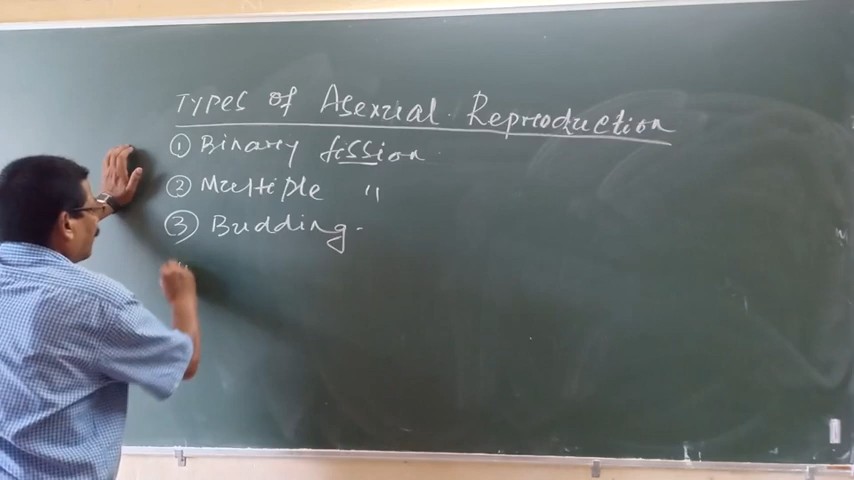 Types of Asexual Reproduction
① Binary fission.
② Multiple "
③ Budding.